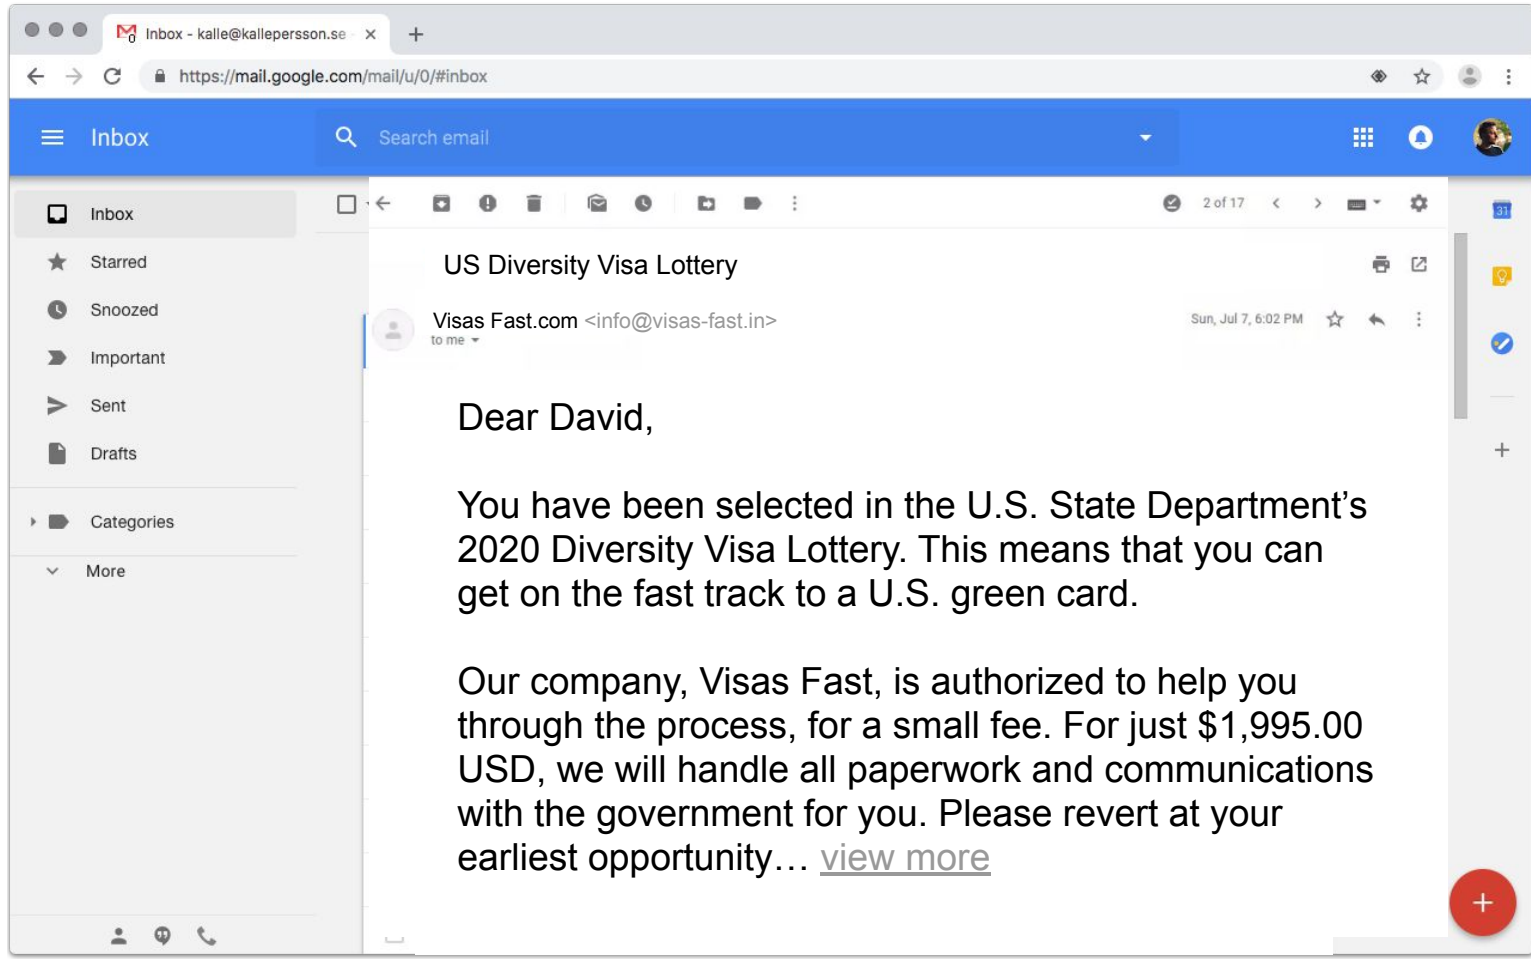 Inbox - kalle@kallepersson.se
https://mail.google.com/mail/u/0/#inbox
Inbox
Search email
Inbox
Starred
Snoozed
Important
Sent
Drafts
Categories
More
2 of 17
31
US Diversity Visa Lottery
Visas Fast.com <info@visas-fast.in>
Sun, Jul 7, 6:02 PM
to me
Dear David,
You have been selected in the U.S. State Department’s
2020 Diversity Visa Lottery. This means that you can
get on the fast track to a U.S. green card.
Our company, Visas Fast, is authorized to help you
through the process, for a small fee. For just $1,995.00
USD, we will handle all paperwork and communications
with the government for you. Please revert at your
earliest opportunity… view more